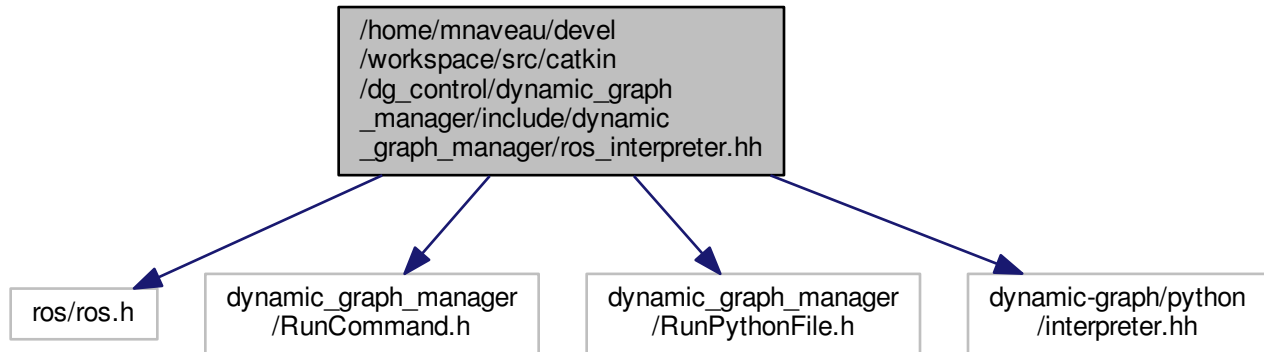 /home/mnaveau/devel
/workspace/src/catkin
/dg_control/dynamic_graph
_manager/include/dynamic
_graph_manager/ros_interpreter.hh
ros/ros.h
dynamic_graph_manager
/RunCommand.h
dynamic_graph_manager
/RunPythonFile.h
dynamic-graph/python
/interpreter.hh